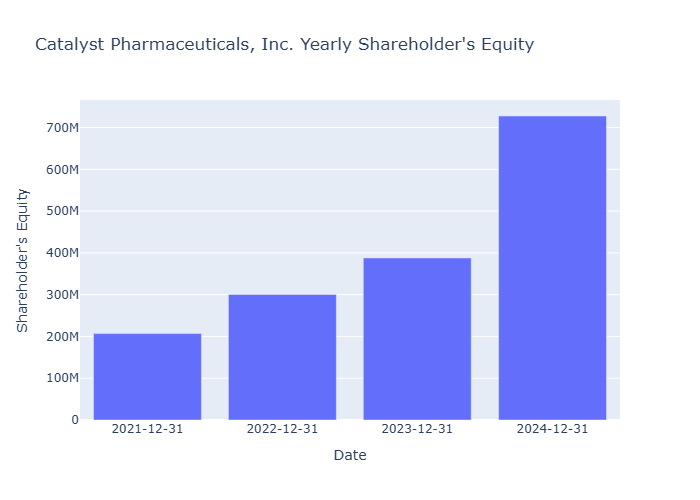 Catalyst Pharmaceuticals, Inc. Yearly Shareholder's Equity
Shareholder's Equity
700M
600M
500M
400M
300M
200M
100M
0
2021-12-31
2022-12-31
2023-12-31
2024-12-31
Date